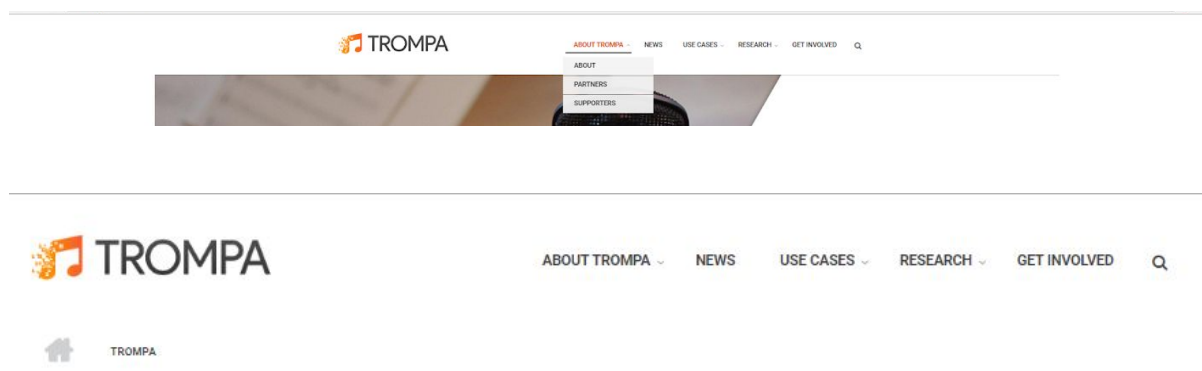 TROMPA ABOUT TROMPA NEWS USE CASES RESEARCH GET INVOLVED
ABOUT
PARTNERS
SUPPORTERS
TROMPA ABOUT TROMPA NEWS USE CASES RESEARCH GET INVOLVED
TROMPA